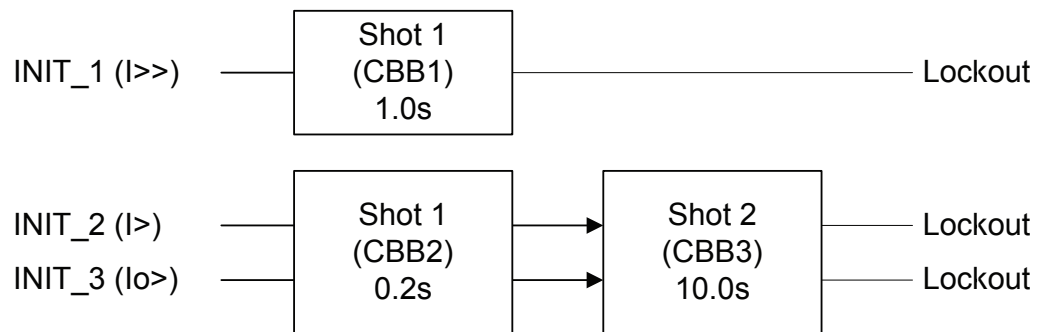 INIT_1 (I>>)
Shot 1
(CBB1)
1.0s
Lockout
INIT_2 (I>)
INIT_3 (Io>)
Shot 1
(CBB2)
0.2s
Shot 2
(CBB3)
10.0s
Lockout
Lockout